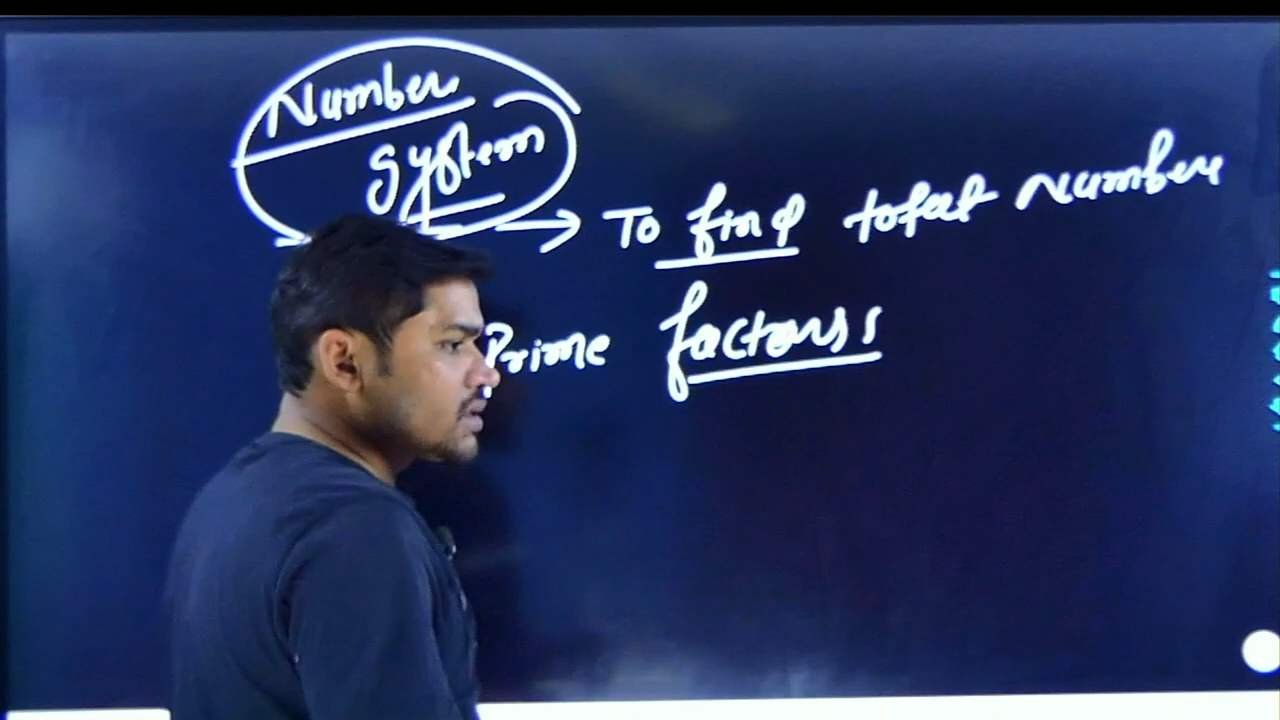 Number
System
→ To find total Number
Prime factors: